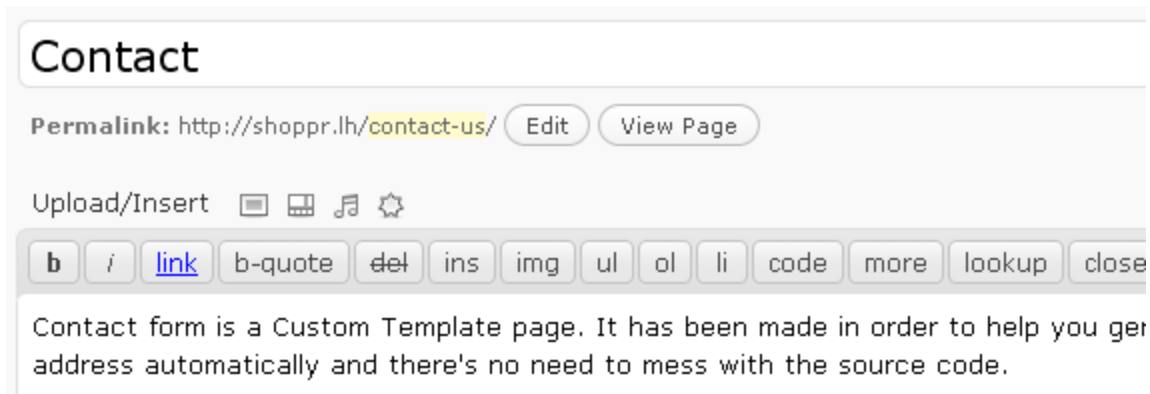 Contact
Permalink: http://shoppr.lh/contact-us/ Edit View Page
Upload/Insert
b i link b-quote del ins img ul ol li code more lookup close
Contact form is a Custom Template page. It has been made in order to help you
address automatically and there's no need to mess with the source code.